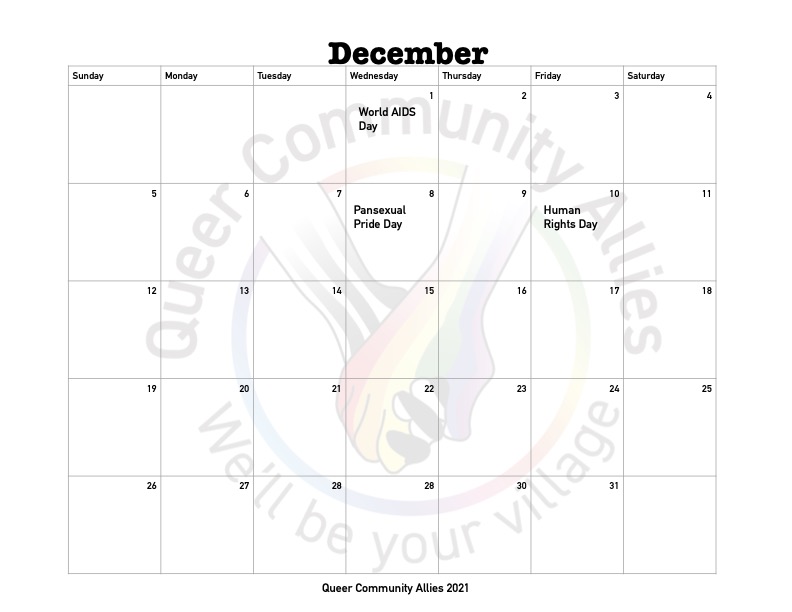 December
Sunday Monday Tuesday Wednesday Thursday Friday Saturday
1 2 3 4
World AIDS
Day
5 6 7 8 9 10 11
Pansexual
Pride Day
Human
Rights Day
12 13 14 15 16 17 18
19 20 21 22 23 24 25
26 27 28 28 30 31
Queer Community Allies
We'll be your village
Queer Community Allies 2021